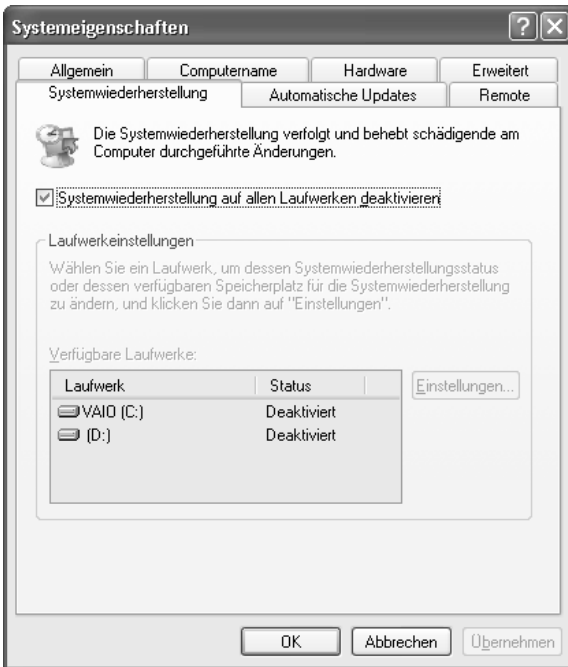 Systemeigenschaften
Allgemein Computername Hardware Erweitert
Systemwiederherstellung Automatische Updates Remote
Die Systemwiederherstellung verfolgt und behebt schädigende am
Computer durchgeführte Änderungen.
Systemwiederherstellung auf allen Laufwerken deaktivieren
Laufwerkeinstellungen
Wählen Sie ein Laufwerk, um dessen Systemwiederherstellungsstatus
oder dessen verfügbaren Speicherplatz für die Systemwiederherstellung
zu ändern, und klicken Sie dann auf "Einstellungen".
Verfügbare Laufwerke:
Laufwerk Status
Einstellungen...
VAIO (C:) Deaktiviert
(D:) Deaktiviert
OK Abbrechen Übernehmen